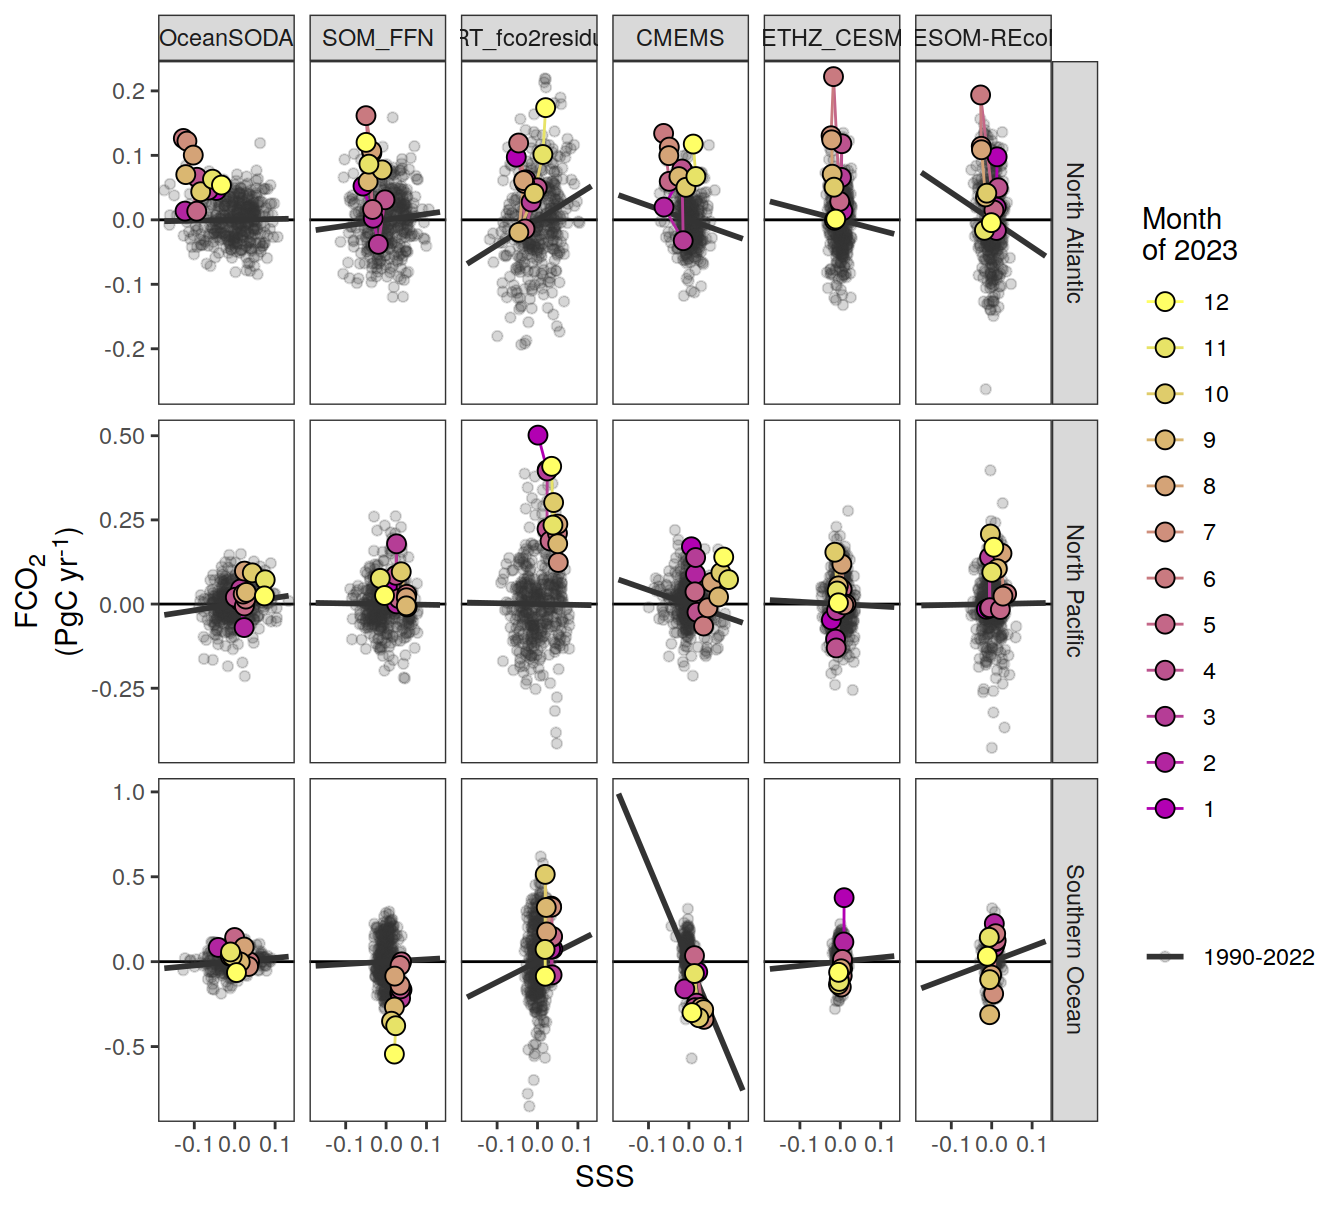 OceanSODA SOM_FFN RT_fco2residu CMEMS ETHZ_CESM ESOM-REcol
0.2
0.1
0.0
-0.1
-0.2
North Atlantic
0.50
0.25
0.00
-0.25
North Pacific
1.0
0.5
0.0
-0.5
Southern Ocean
-0.1 0.0 0.1 -0.1 0.0 0.1 -0.1 0.0 0.1 -0.1 0.0 0.1 -0.1 0.0 0.1 -0.1 0.0 0.1
SSS
FCO2
(PgC yr-1)
Month
of 2023
12
11
10
9
8
7
6
5
4
3
2
1
1990-2022